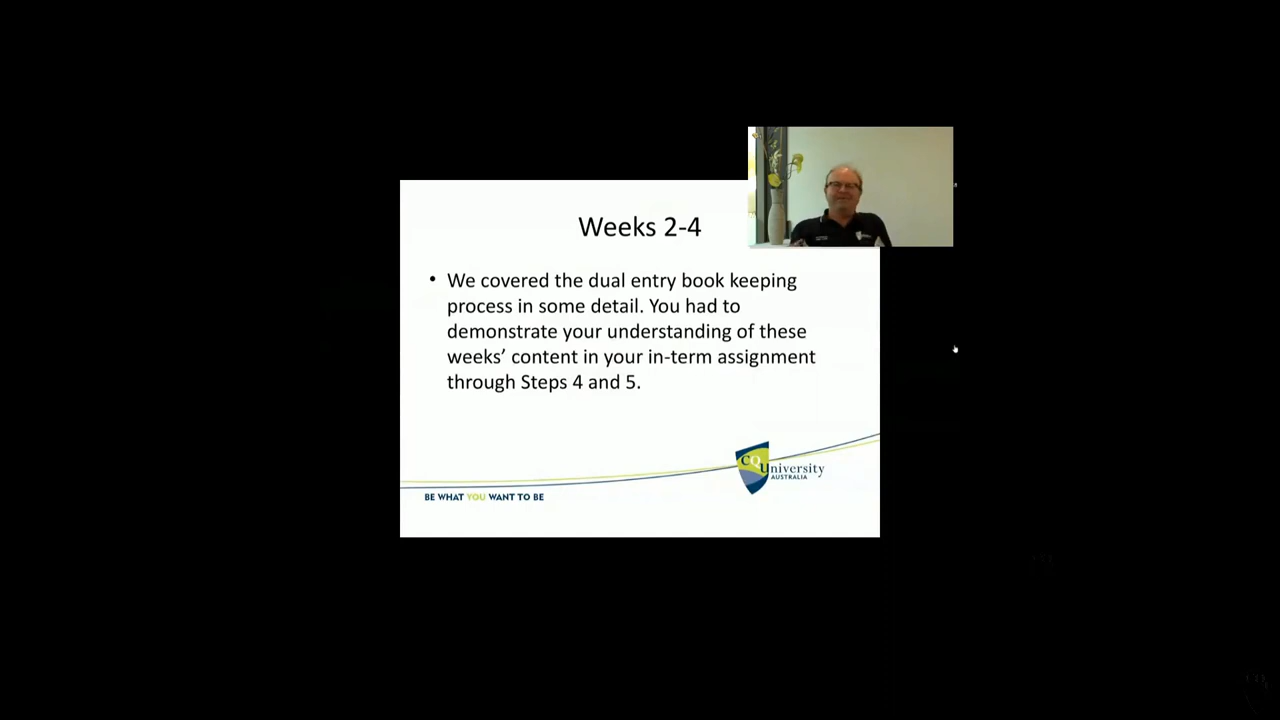 Weeks 2-4
• We covered the dual entry book keeping
process in some detail. You had to
demonstrate your understanding of these
weeks’ content in your in-term assignment
through Steps 4 and 5.
CQUniversity
AUSTRALIA
BE WHAT YOU WANT TO BE